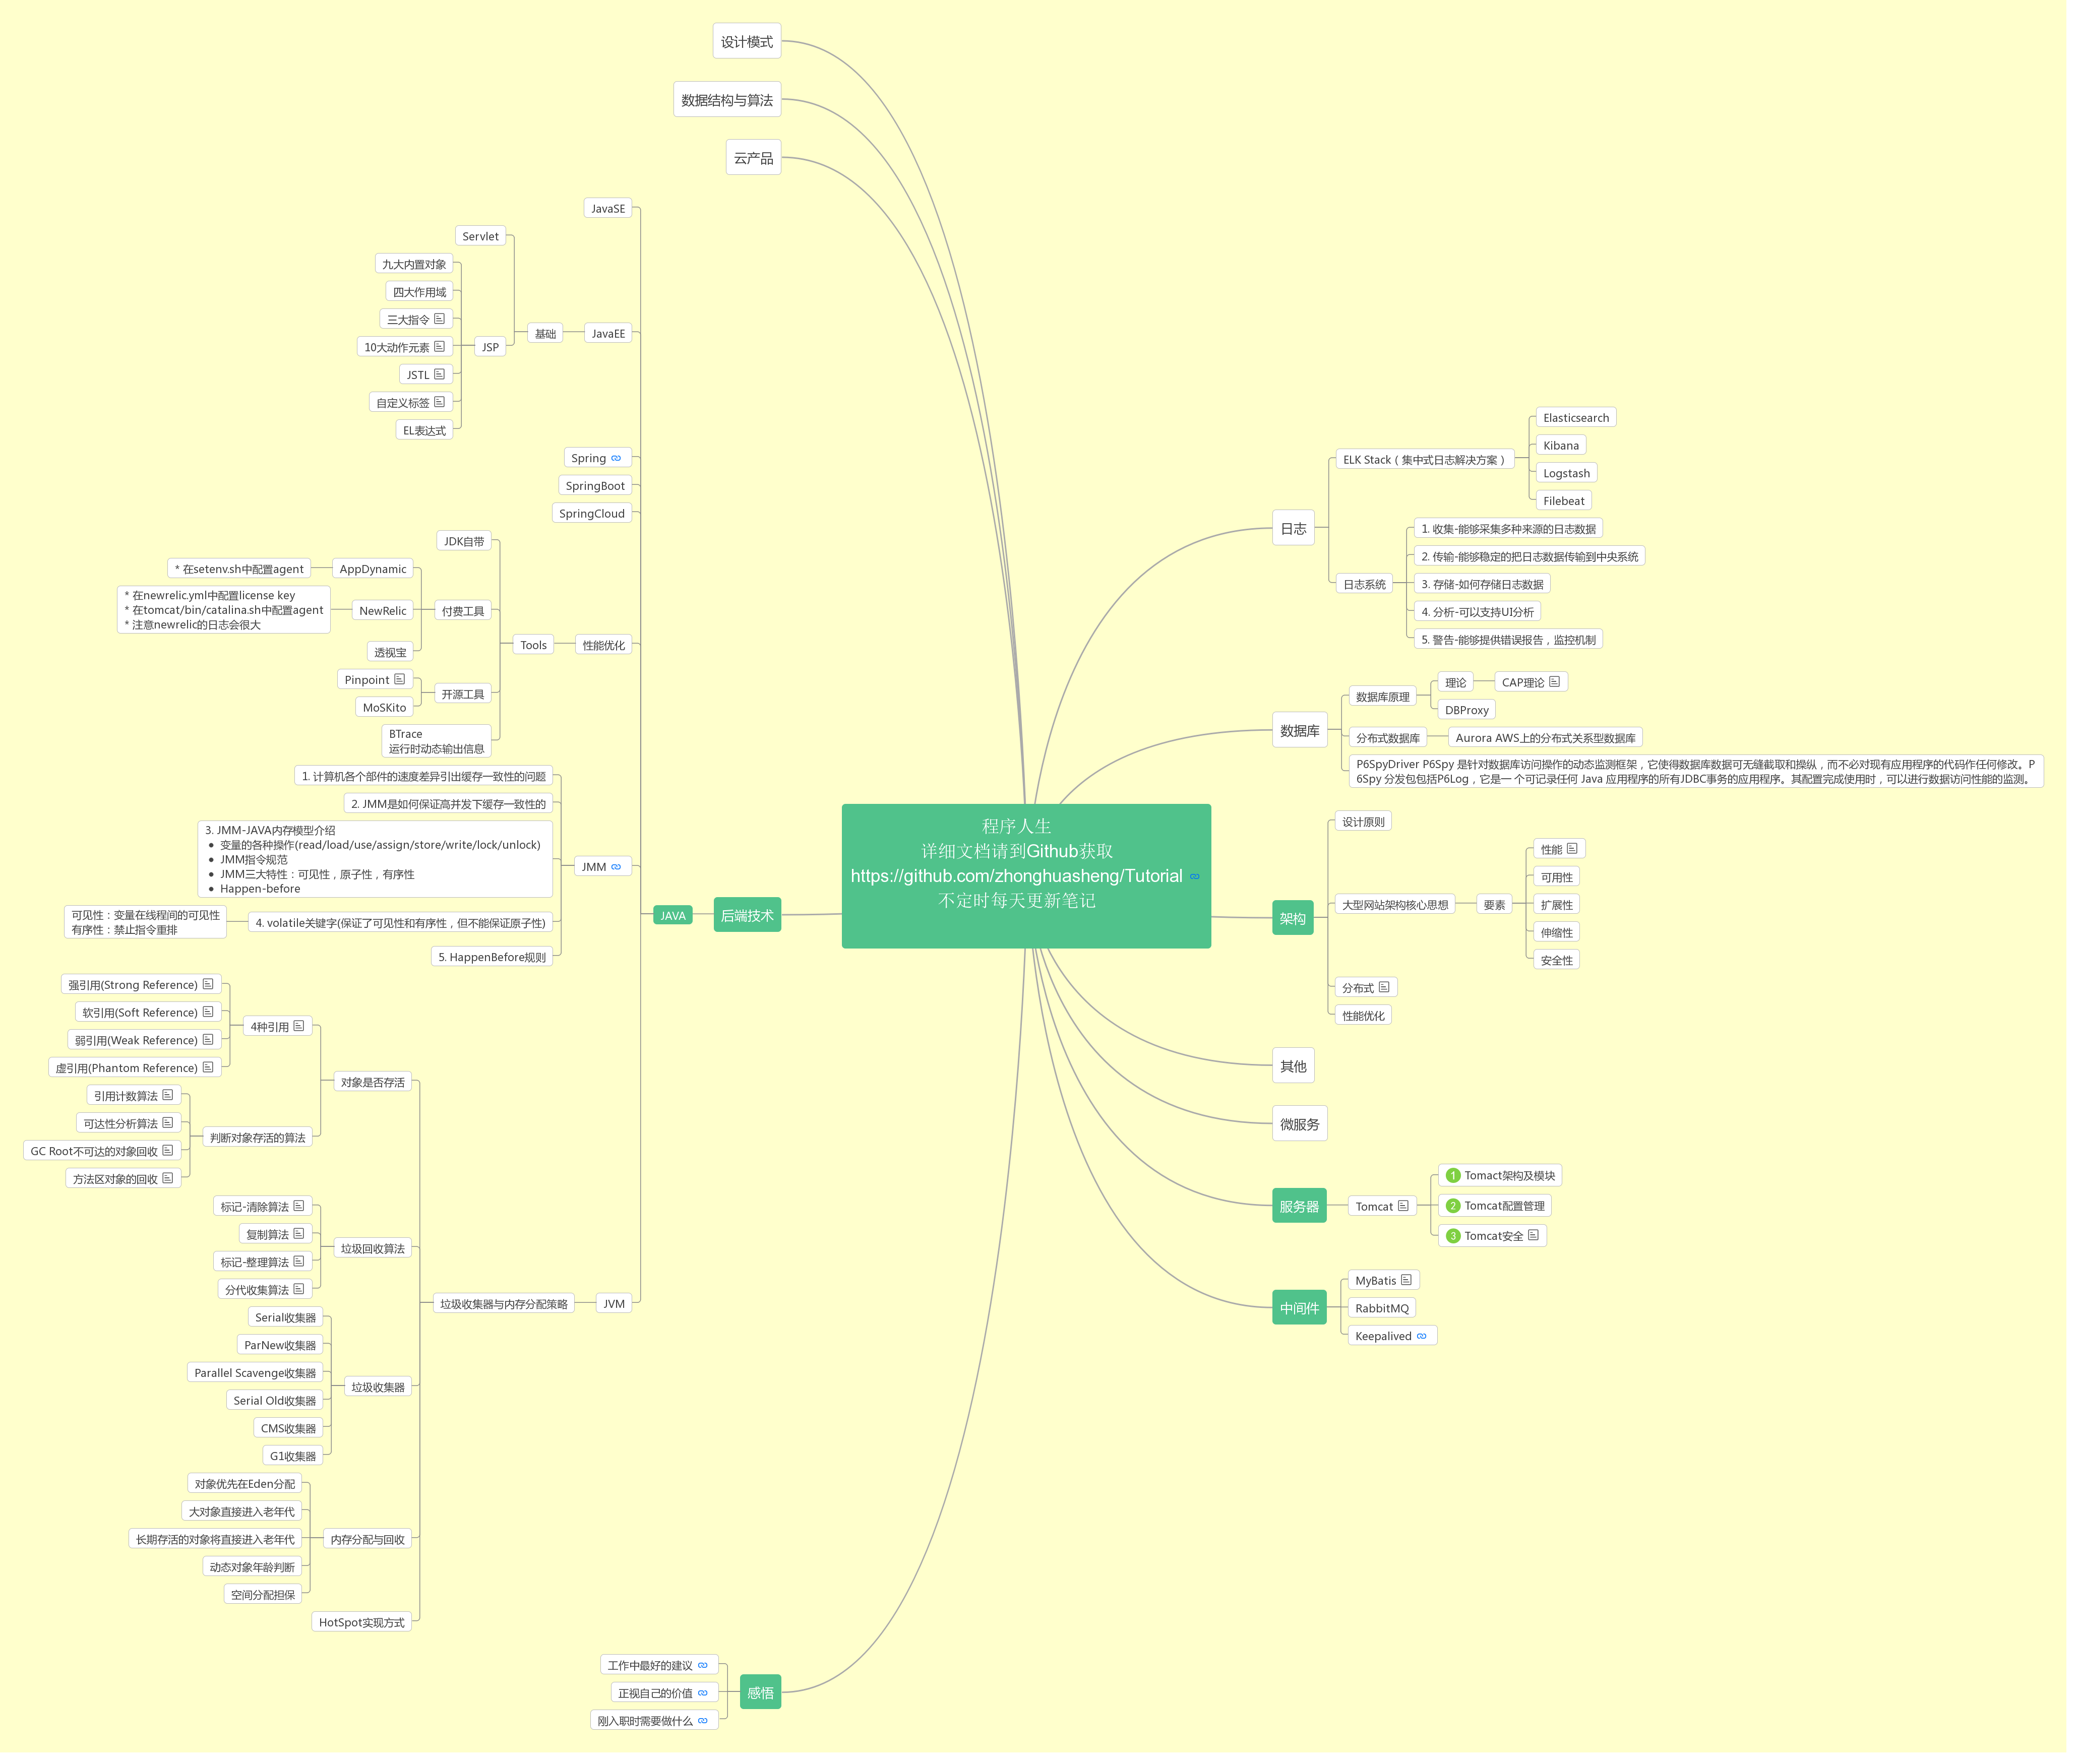 设计模式
数据结构与算法
云产品
JavaSE
Servlet
九大内置对象
四大作用域
三大指令
10大动作元素
JSTL
自定义标签
EL表达式
JSP
基础
JavaEE
Spring
SpringBoot
SpringCloud
JDK自带
* 在setenv.sh中配置agent
AppDynamic
* 在newrelic.yml中配置license key
* 在tomcat/bin/catalina.sh中配置agent
* 注意newrelic的日志会很大
NewRelic
透视宝
付费工具
Pinpoint
MoSKito
开源工具
BTrace
运行时动态输出信息
Tools
性能优化
1. 计算机各个部件的速度差异引出缓存一致性的问题
2. JMM是如何保证高并发下缓存一致性的
3. JMM-JAVA内存模型介绍
• 变量的各种操作(read/load/use/assign/store/write/lock/unlock)
• JMM指令规范
• JMM三大特性：可见性，原子性，有序性
• Happen-before
可见性：变量在线程间的可见性
有序性：禁止指令重排
4. volatile关键字(保证了可见性和有序性，但不能保证原子性)
5. HappenBefore规则
JMM
强引用(Strong Reference)
软引用(Soft Reference)
弱引用(Weak Reference)
虚引用(Phantom Reference)
4种引用
引用计数算法
可达性分析算法
GC Root不可达的对象回收
方法区对象的回收
判断对象存活的算法
对象是否存活
标记-清除算法
复制算法
标记-整理算法
分代收集算法
垃圾回收算法
Serial收集器
ParNew收集器
Parallel Scavenge收集器
Serial Old收集器
CMS收集器
G1收集器
垃圾收集器
对象优先在Eden分配
大对象直接进入老年代
长期存活的对象将直接进入老年代
动态对象年龄判断
空间分配担保
内存分配与回收
HotSpot实现方式
垃圾收集器与内存分配策略
JVM
JAVA
后端技术
工作中最好的建议
正视自己的价值
刚入职时需要做什么
感悟
程序人生
详细文档请到Github获取
https://github.com/zhonghuasheng/Tutorial
不定时每天更新笔记
日志
ELK Stack（集中式日志解决方案）
Elasticsearch
Kibana
Logstash
Filebeat
日志系统
1. 收集-能够采集多种来源的日志数据
2. 传输-能够稳定的把日志数据传输到中央系统
3. 存储-如何存储日志数据
4. 分析-可以支持UI分析
5. 警告-能够提供错误报告，监控机制
数据库
数据库原理
理论
CAP理论
DBProxy
分布式数据库
Aurora AWS上的分布式关系型数据库
P6SpyDriver P6Spy 是针对数据库访问操作的动态监测框架，它使得数据库数据可无缝截取和操纵，而不必对现有应用程序的代码作任何修改。P
6Spy 分发包包括P6Log，它是一个可记录任何 Java 应用程序的所有JDBC事务的应用程序。其配置完成使用时，可以进行数据访问性能的监测。
架构
设计原则
大型网站架构核心思想
要素
性能
可用性
扩展性
伸缩性
安全性
分布式
性能优化
其他
微服务
服务器
Tomcat
1 Tomact架构及模块
2 Tomcat配置管理
3 Tomcat安全
中间件
MyBatis
RabbitMQ
Keepalived